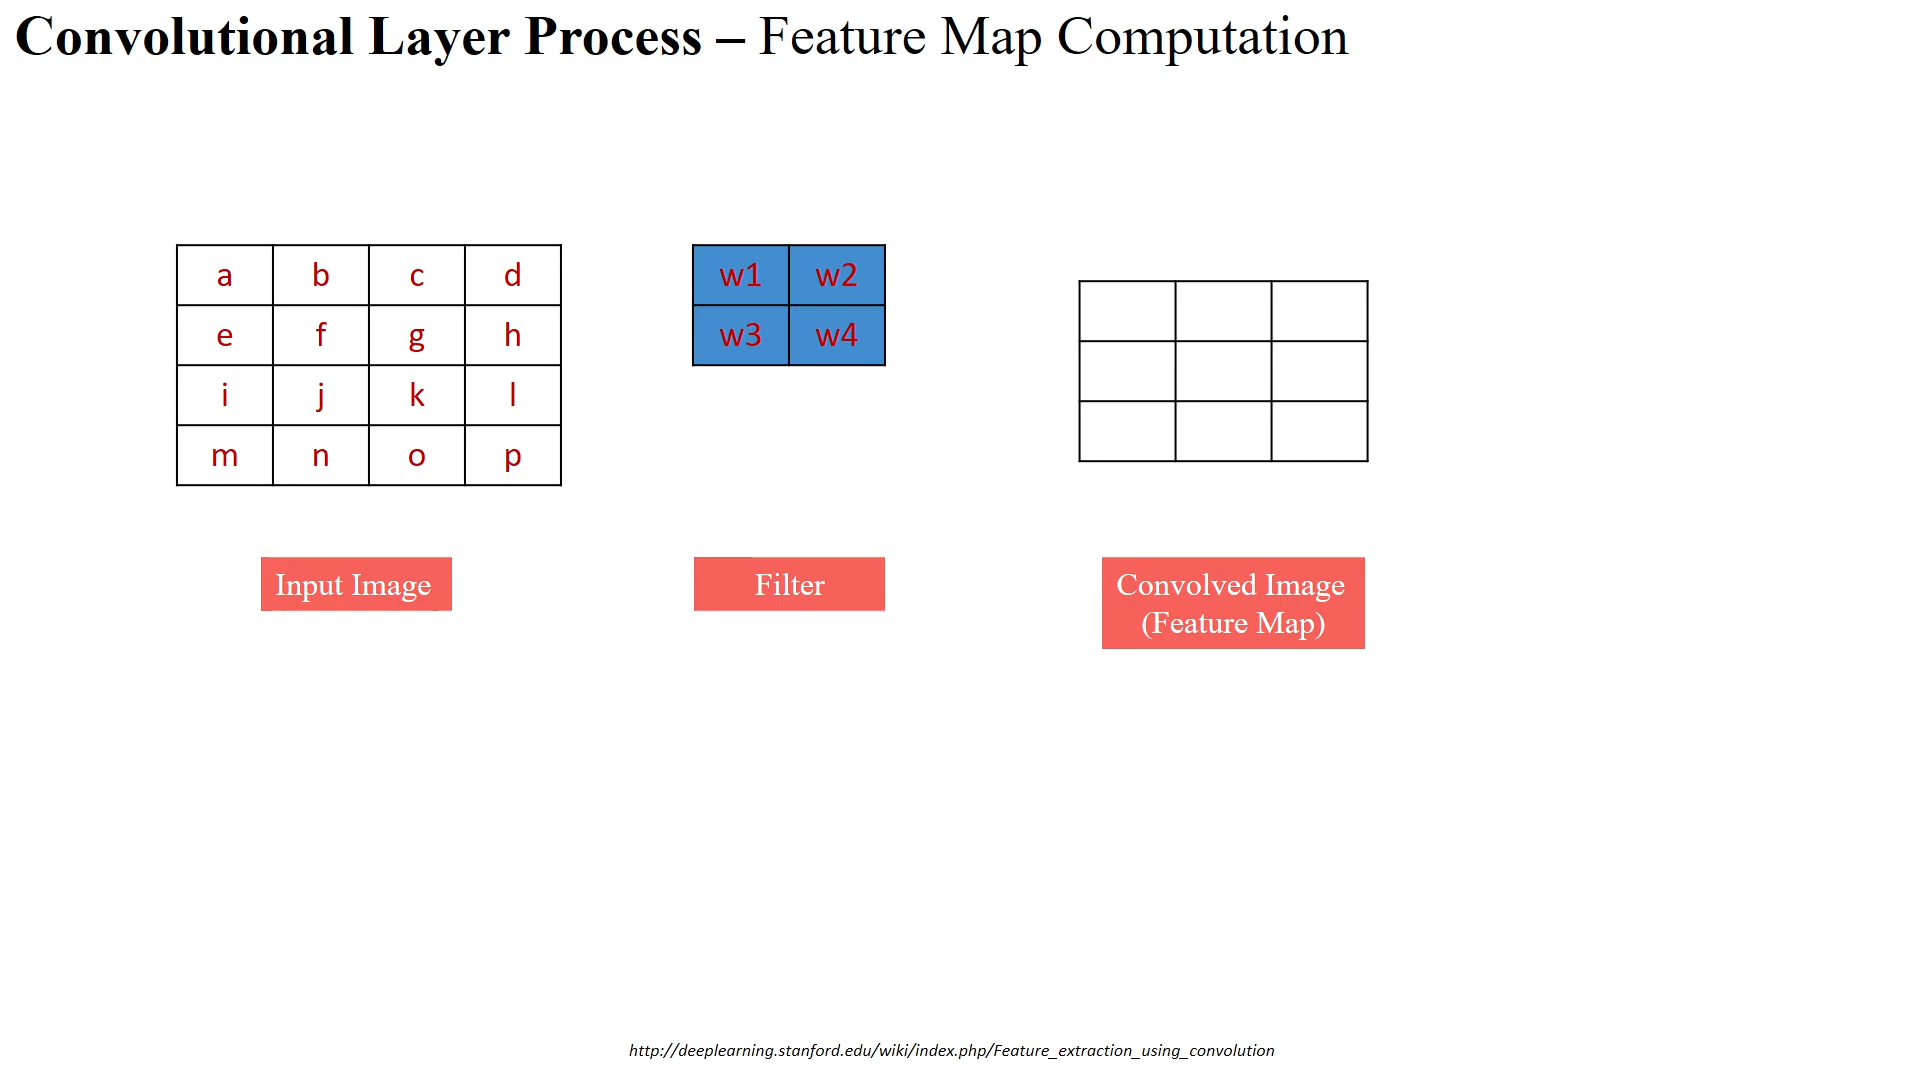 Convolutional Layer Process – Feature Map Computation
a b c d
e f g h
i j k l
m n o p
w1 w2
w3 w4
Input Image
Filter
Convolved Image
(Feature Map)
http://deeplearning.stanford.edu/wiki/index.php/Feature_extraction_using_convolution